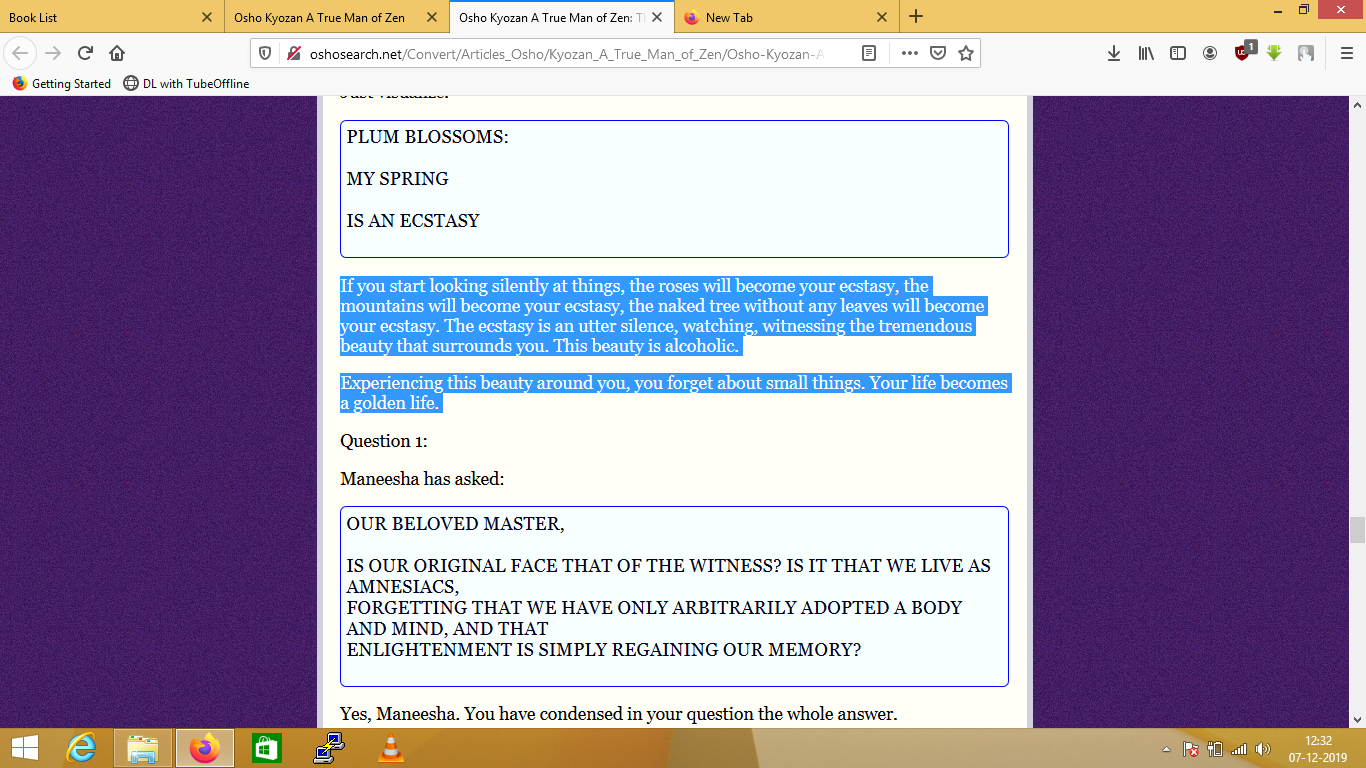 Book List
Osho Kyozan A True Man of Zen
Osho Kyozan A True Man of Zen: Th
New Tab
oshosearch.net/Convert/Articles_Osho/Kyozan_A_True_Man_of_Zen/Osho-Kyozan-A
1
Getting Started
DL with TubeOffline
Just visualize:
PLUM BLOSSOMS:
MY SPRING
IS AN ECSTASY
If you start looking silently at things, the roses will become your ecstasy, the
mountains will become your ecstasy, the naked tree without any leaves will become
your ecstasy. The ecstasy is an utter silence, watching, witnessing the tremendous
beauty that surrounds you. This beauty is alcoholic.
Experiencing this beauty around you, you forget about small things. Your life becomes
a golden life.
Question 1:
Maneesha has asked:
OUR BELOVED MASTER,
IS OUR ORIGINAL FACE THAT OF THE WITNESS? IS IT THAT WE LIVE AS
AMNESIACS,
FORGETTING THAT WE HAVE ONLY ARBITRARILY ADOPTED A BODY
AND MIND, AND THAT
ENLIGHTENMENT IS SIMPLY REGAINING OUR MEMORY?
Yes, Maneesha. You have condensed in your question the whole answer.
12:32
07-12-2019